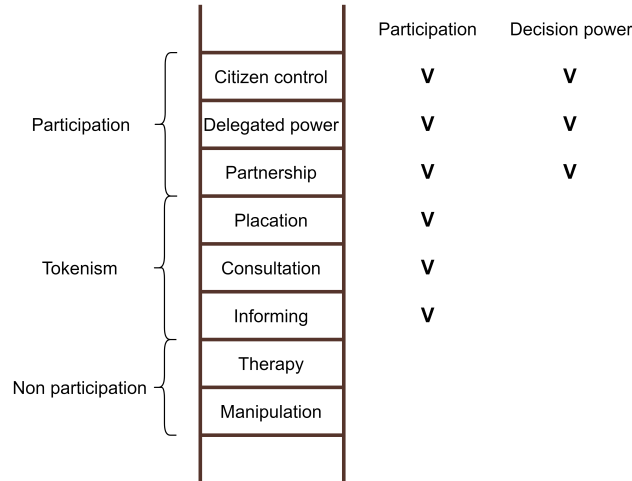 Participation Decision power
Citizen control V V
Participation Delegated power V V
Partnership V V
Placation V
Tokenism Consultation V
Informing V
Therapy
Non participation
Manipulation